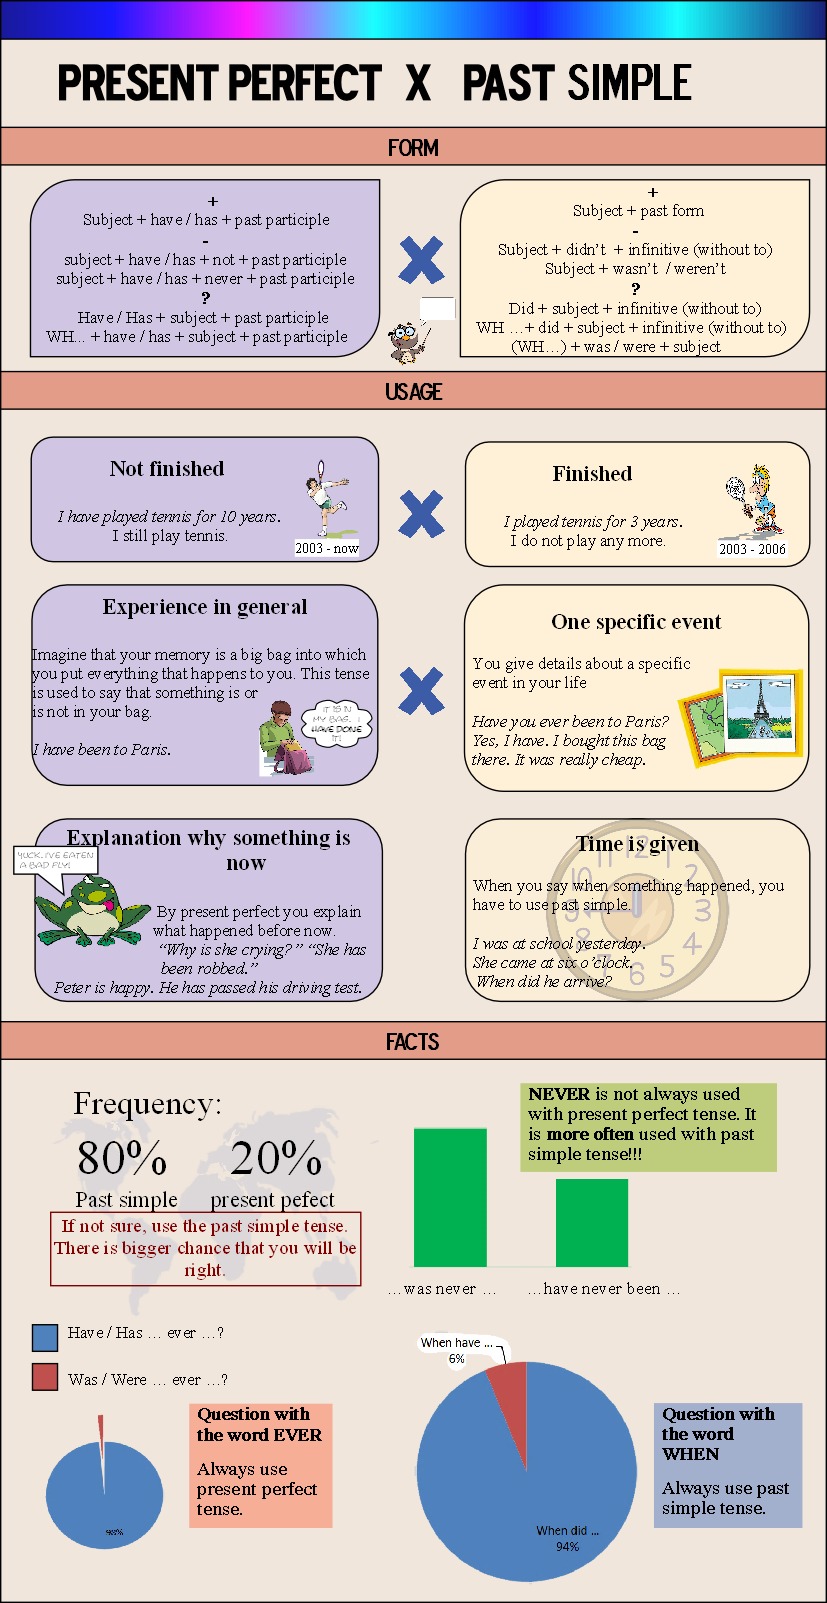 PRESENT PERFECT X PAST SIMPLE
FORM
+
Subject + have / has + past participle
-
subject + have / has + not + past participle
subject + have / has + never + past participle
?
Have / Has + subject + past participle
WH... + have / has + subject + past participle
+
Subject + past form
-
Subject + didn't + infinitive (without to)
Subject + wasn't / weren't
?
Did + subject + infinitive (without to)
WH ...+ did + subject + infinitive (without to)
(WH...) + was / were + subject
USAGE
Not finished
I have played tennis for 10 years.
I still play tennis.
2003 - now
Finished
I played tennis for 3 years.
I do not play any more.
2003 - 2006
Experience in general
Imagine that your memory is a big bag into which
you put everything that happens to you. This tense
is used to say that something is or
is not in your bag.
I have been to Paris.
IT IS IN
MY BAG. I
HAVE DONE
IT!
One specific event
You give details about a specific
event in your life
Have you ever been to Paris?
Yes, I have. I bought this bag
there. It was really cheap.
Explanation why something is
now
YUCK. I'VE EATEN
A BAD FLY!
By present perfect you explain
what happened before now.
"Why is she crying?" "She has
been robbed."
Peter is happy. He has passed his driving test.
Time is given
When you say when something happened, you
have to use past simple.
I was at school yesterday.
She came at six o'clock.
When did he arrive?
12
11
2
3
4
5
6
7
8
9
FACTS
Frequency:
80% 20%
Past simple present pefect
If not sure, use the past simple tense.
There is bigger chance that you will be
right.
NEVER is not always used
with present perfect tense. It
is more often used with past
simple tense!!!
...was never ...
...have never been ...
Have / Has ... ever ...?
Was / Were ... ever ...?
Question with
the word EVER
Always use
present perfect
tense.
When have ...
6%
When did ...
94%
Question with
the word
WHEN
Always use past
simple tense.